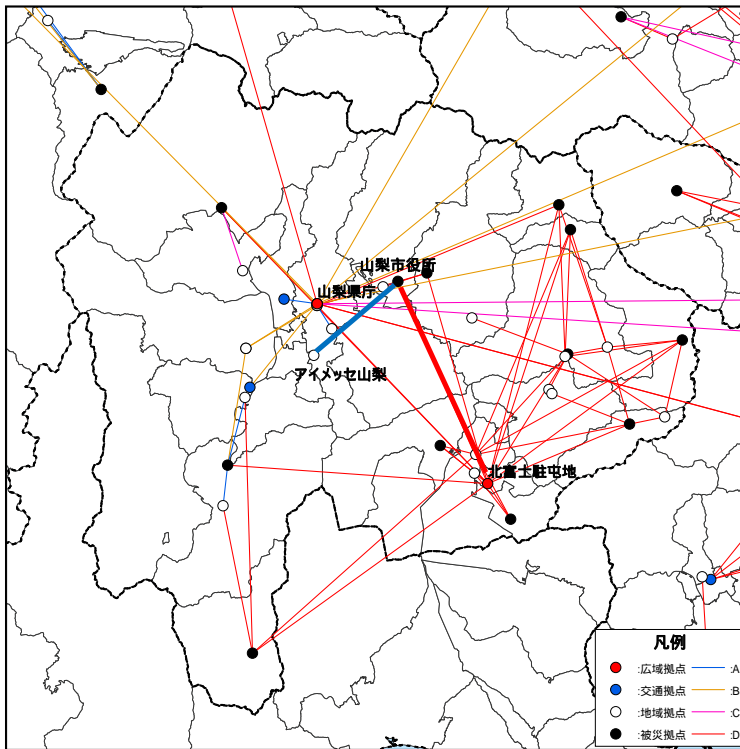 山梨市役所
山梨県庁
アイメッセ山梨
北富士駐屯地
凡例
:広域拠点 :A
:交通拠点 :B
:地域拠点 :C
:被災拠点 :D